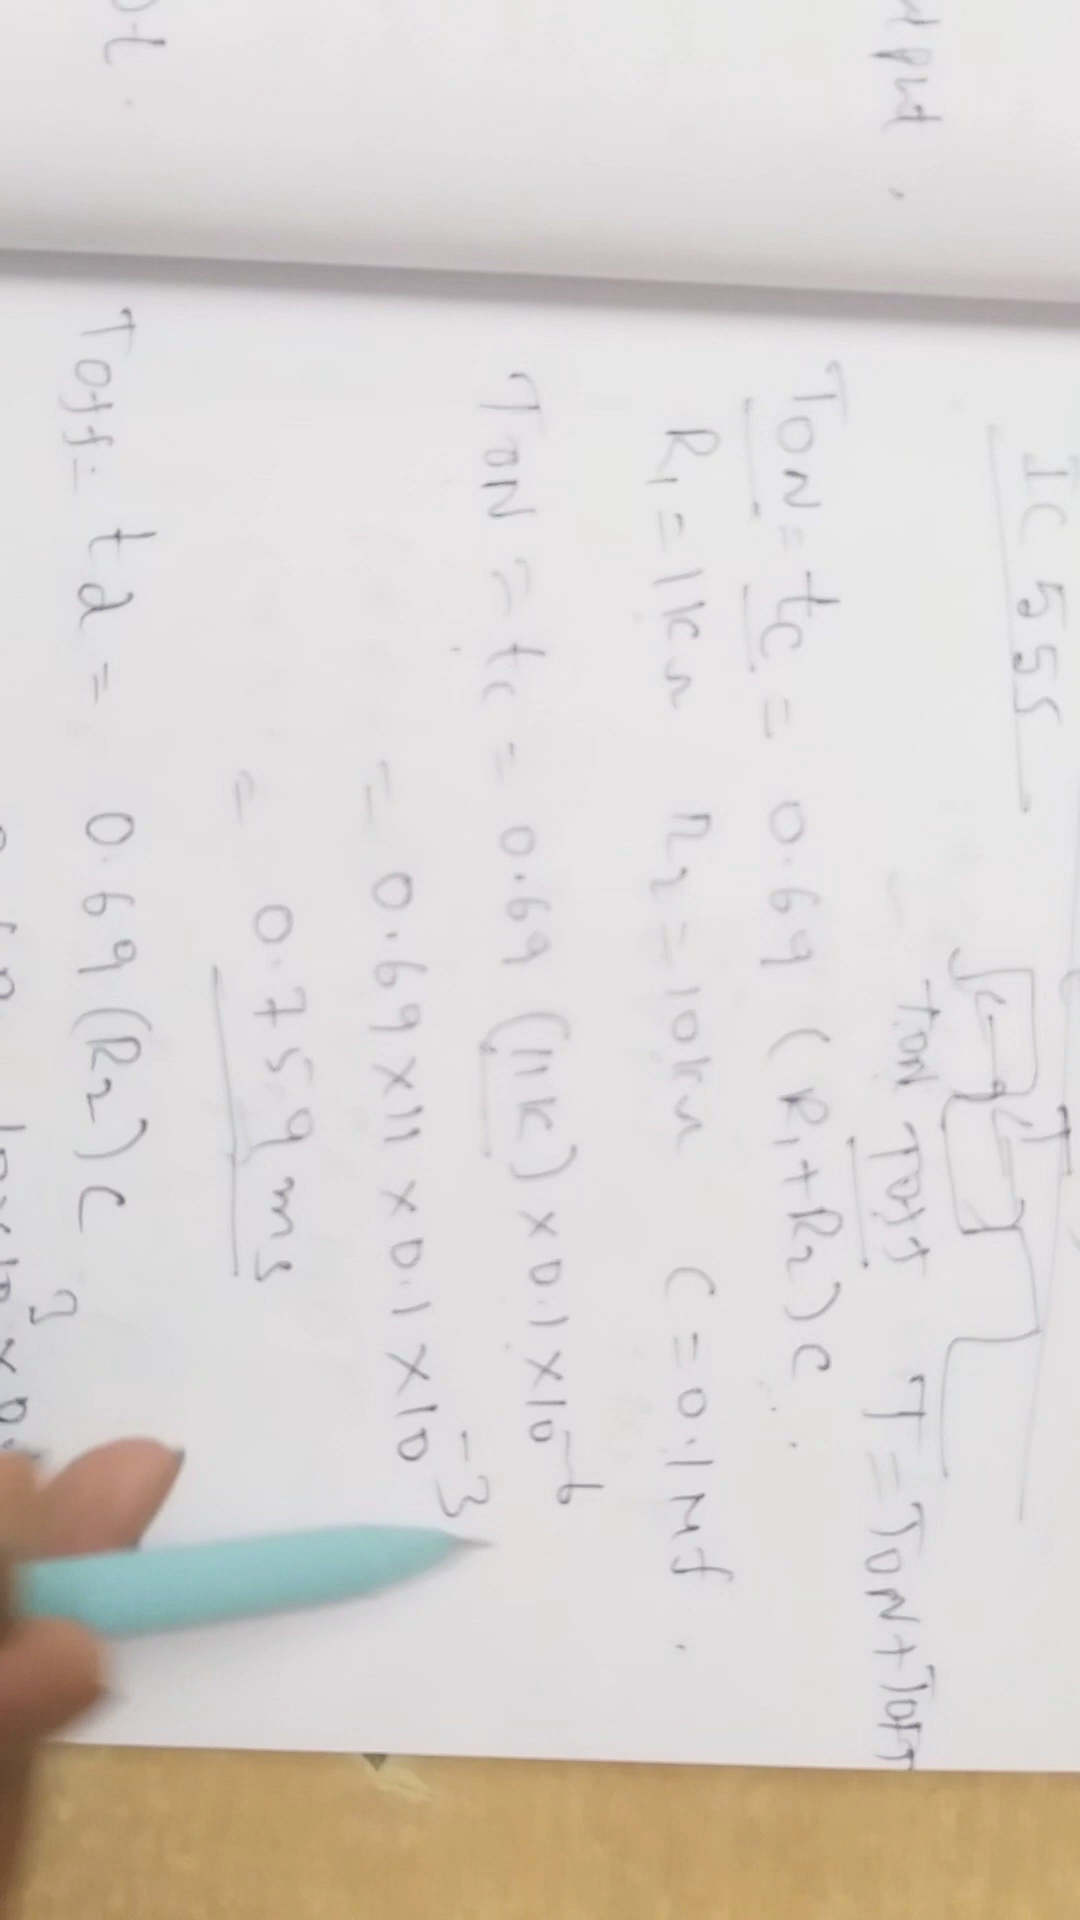 IC 555
T
TON Toff T = TON + Toff
TON = tc = 0.69 (R1+R2) C
R1 = 1kΩ R2 = 10kΩ C = 0.1 Mf.
TON = tc = 0.69 (11k) × 0.1 × 10^-6
= 0.69 × 11 × 0.1 × 10^-3
= 0.759 ms
Toff = td = 0.69 (R2) C